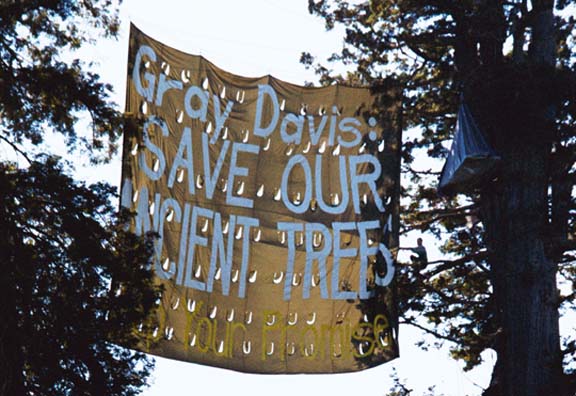 Gray Davis:
SAVE OUR
ANCIENT TREES
Your Promise